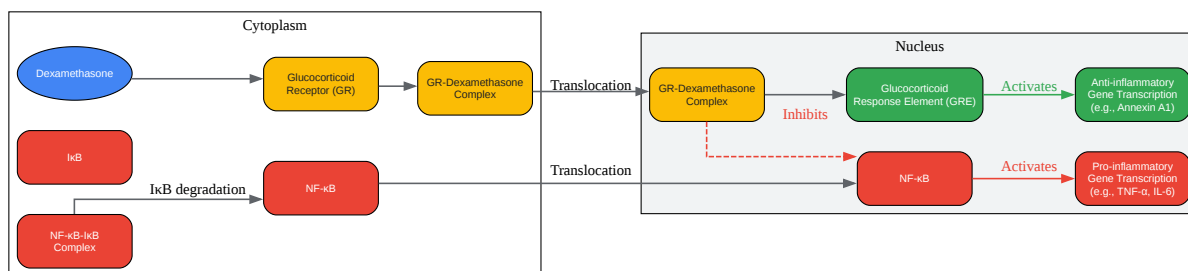 Cytoplasm
Dexamethasone
Glucocorticoid
Receptor (GR)
GR-Dexamethasone
Complex
IκB
IκB degradation
NF-κB
NF-κB-IκB
Complex
Translocation
Translocation
Nucleus
GR-Dexamethasone
Complex
Inhibits
Glucocorticoid
Response Element (GRE)
Activates
Anti-inflammatory
Gene Transcription
(e.g., Annexin A1)
NF-κB
Activates
Pro-inflammatory
Gene Transcription
(e.g., TNF-α, IL-6)